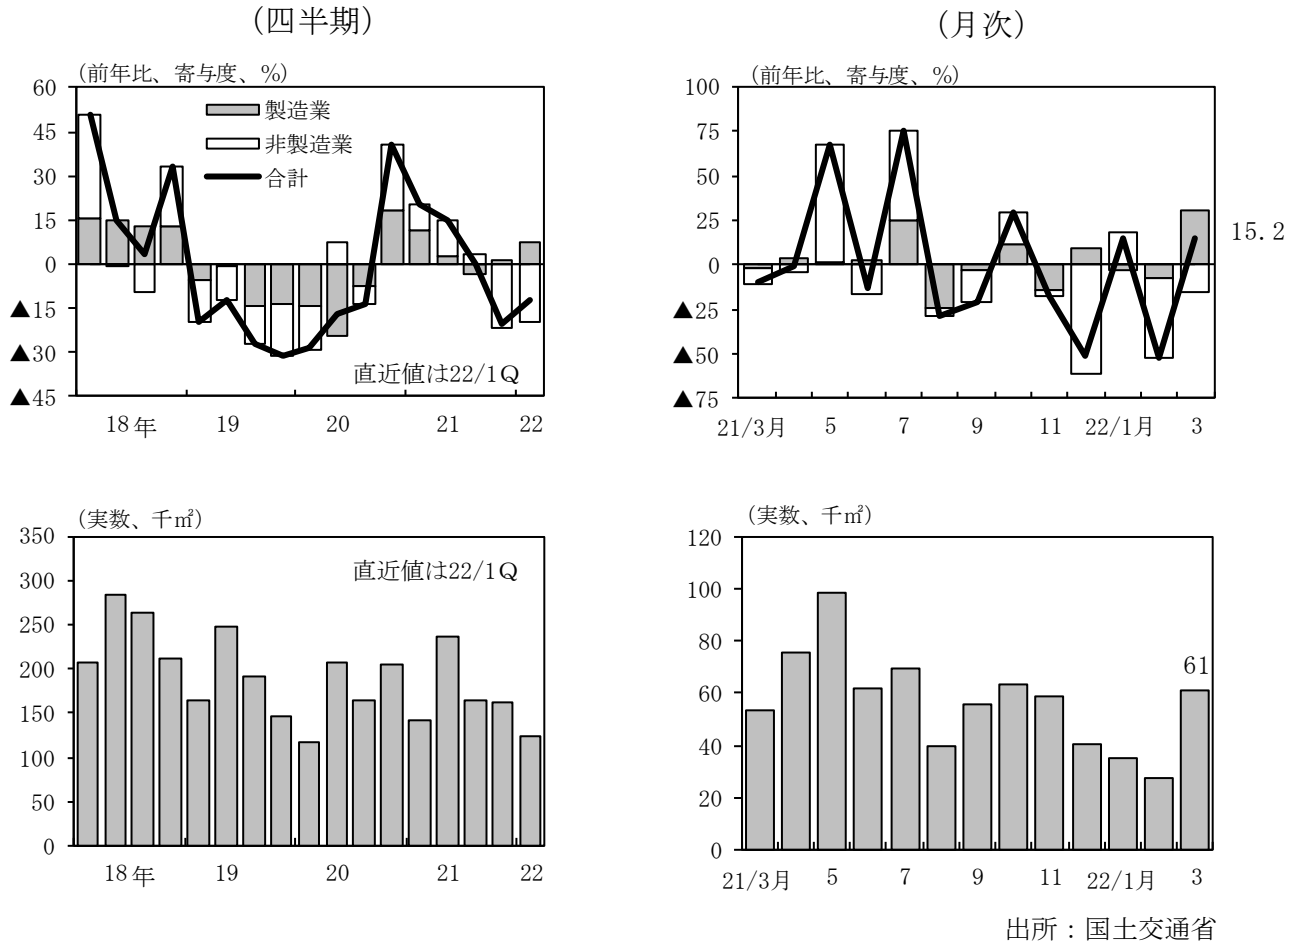 (四半期)
(月次)
(前年比、寄与度、%)
60
45
30
15
0
▲15
▲30
▲45
製造業
非製造業
合計
直近値は22/1Q
18年
19
20
21
22
(前年比、寄与度、%)
100
75
50
25
0
▲25
▲50
▲75
15.2
21/3月
5
7
9
11
22/1月
3
(実数、千㎡)
350
300
250
200
150
100
50
0
直近値は22/1Q
18年
19
20
21
22
(実数、千㎡)
120
100
80
60
40
20
0
61
21/3月
5
7
9
11
22/1月
3
出所：国土交通省